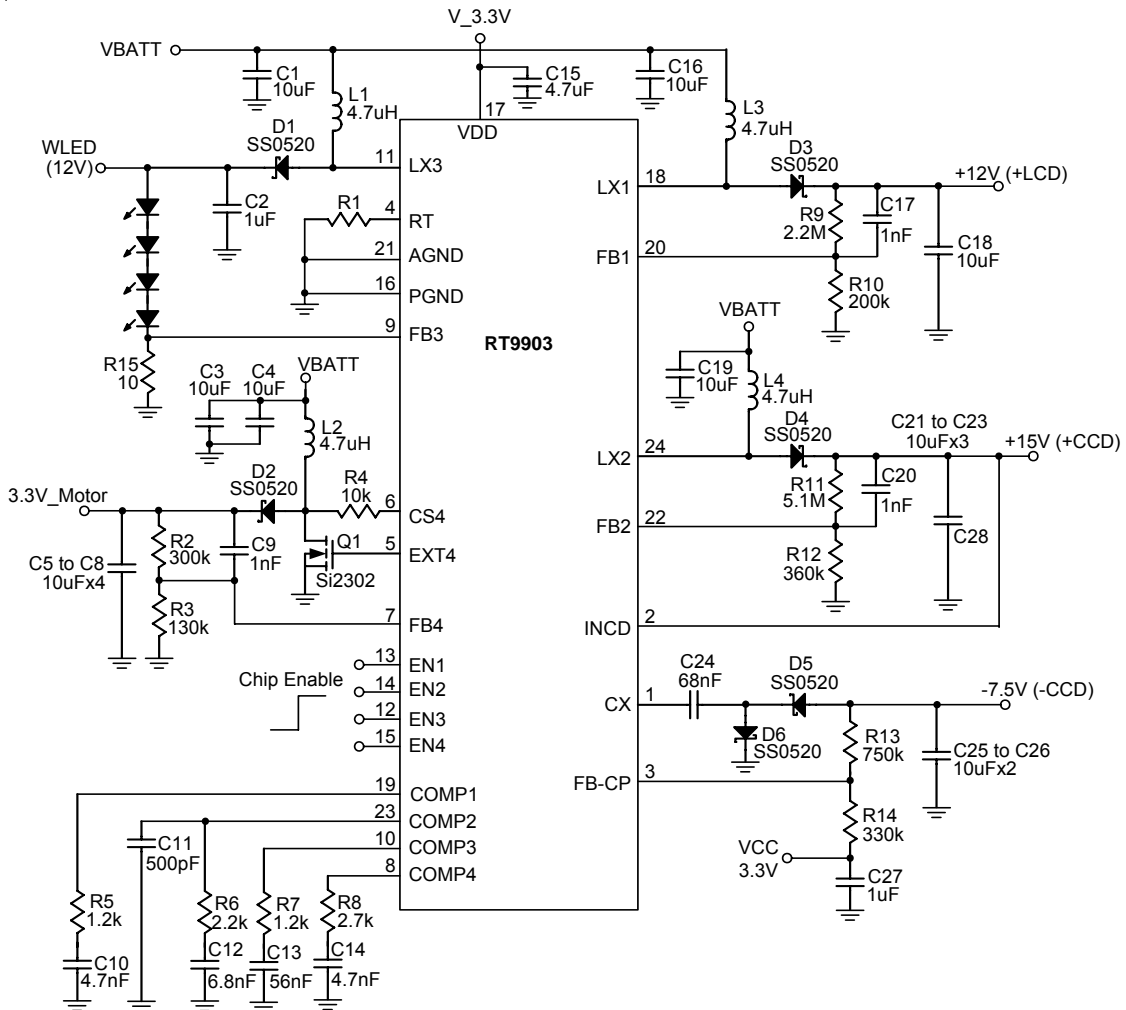 V_3.3V
VBATT
C1
10uF
L1
4.7uH
C15
4.7uF
C16
10uF
L3
4.7uH
17
VDD
WLED
(12V)
D1
SS0520
11
LX3
C2
1uF
R1
4
RT
21
AGND
16
PGND
9
FB3
R15
10
RT9903
18
LX1
D3
SS0520
+12V (+LCD)
R9
2.2M
C17
1nF
C18
10uF
20
FB1
R10
200k
VBATT
C19
10uF
L4
4.7uH
C3
10uF
C4
10uF
VBATT
L2
4.7uH
24
LX2
D4
SS0520
C21 to C23
10uFx3
+15V (+CCD)
R11
5.1M
C20
1nF
22
FB2
R12
360k
C28
2
INCD
3.3V_Motor
D2
SS0520
R4
10k
6
CS4
C5 to C8
10uFx4
R2
300k
C9
1nF
Q1
Si2302
5
EXT4
R3
130k
7
FB4
Chip Enable
13
EN1
14
EN2
12
EN3
15
EN4
1
CX
C24
68nF
D5
SS0520
-7.5V (-CCD)
D6
SS0520
R13
750k
C25 to C26
10uFx2
3
FB-CP
R14
330k
VCC
3.3V
C27
1uF
19
COMP1
23
COMP2
10
COMP3
8
COMP4
C11
500pF
R5
1.2k
R6
2.2k
R7
1.2k
R8
2.7k
C10
4.7nF
C12
6.8nF
C13
56nF
C14
4.7nF